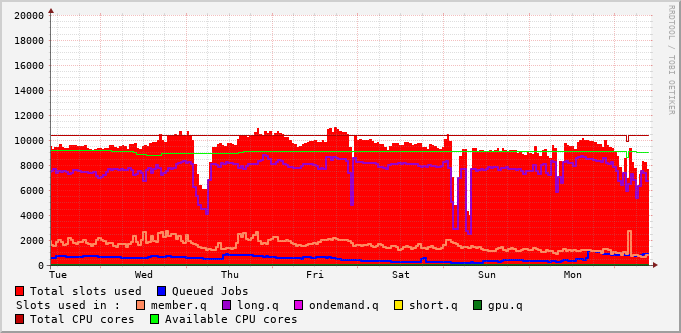 RRDTOOL / TOBI OETIKER
20000
18000
16000
14000
12000
10000
8000
6000
4000
2000
0
Tue Wed Thu Fri Sat Sun Mon
Total slots used Queued Jobs
Slots used in : member.q long.q ondemand.q short.q gpu.q
Total CPU cores Available CPU cores